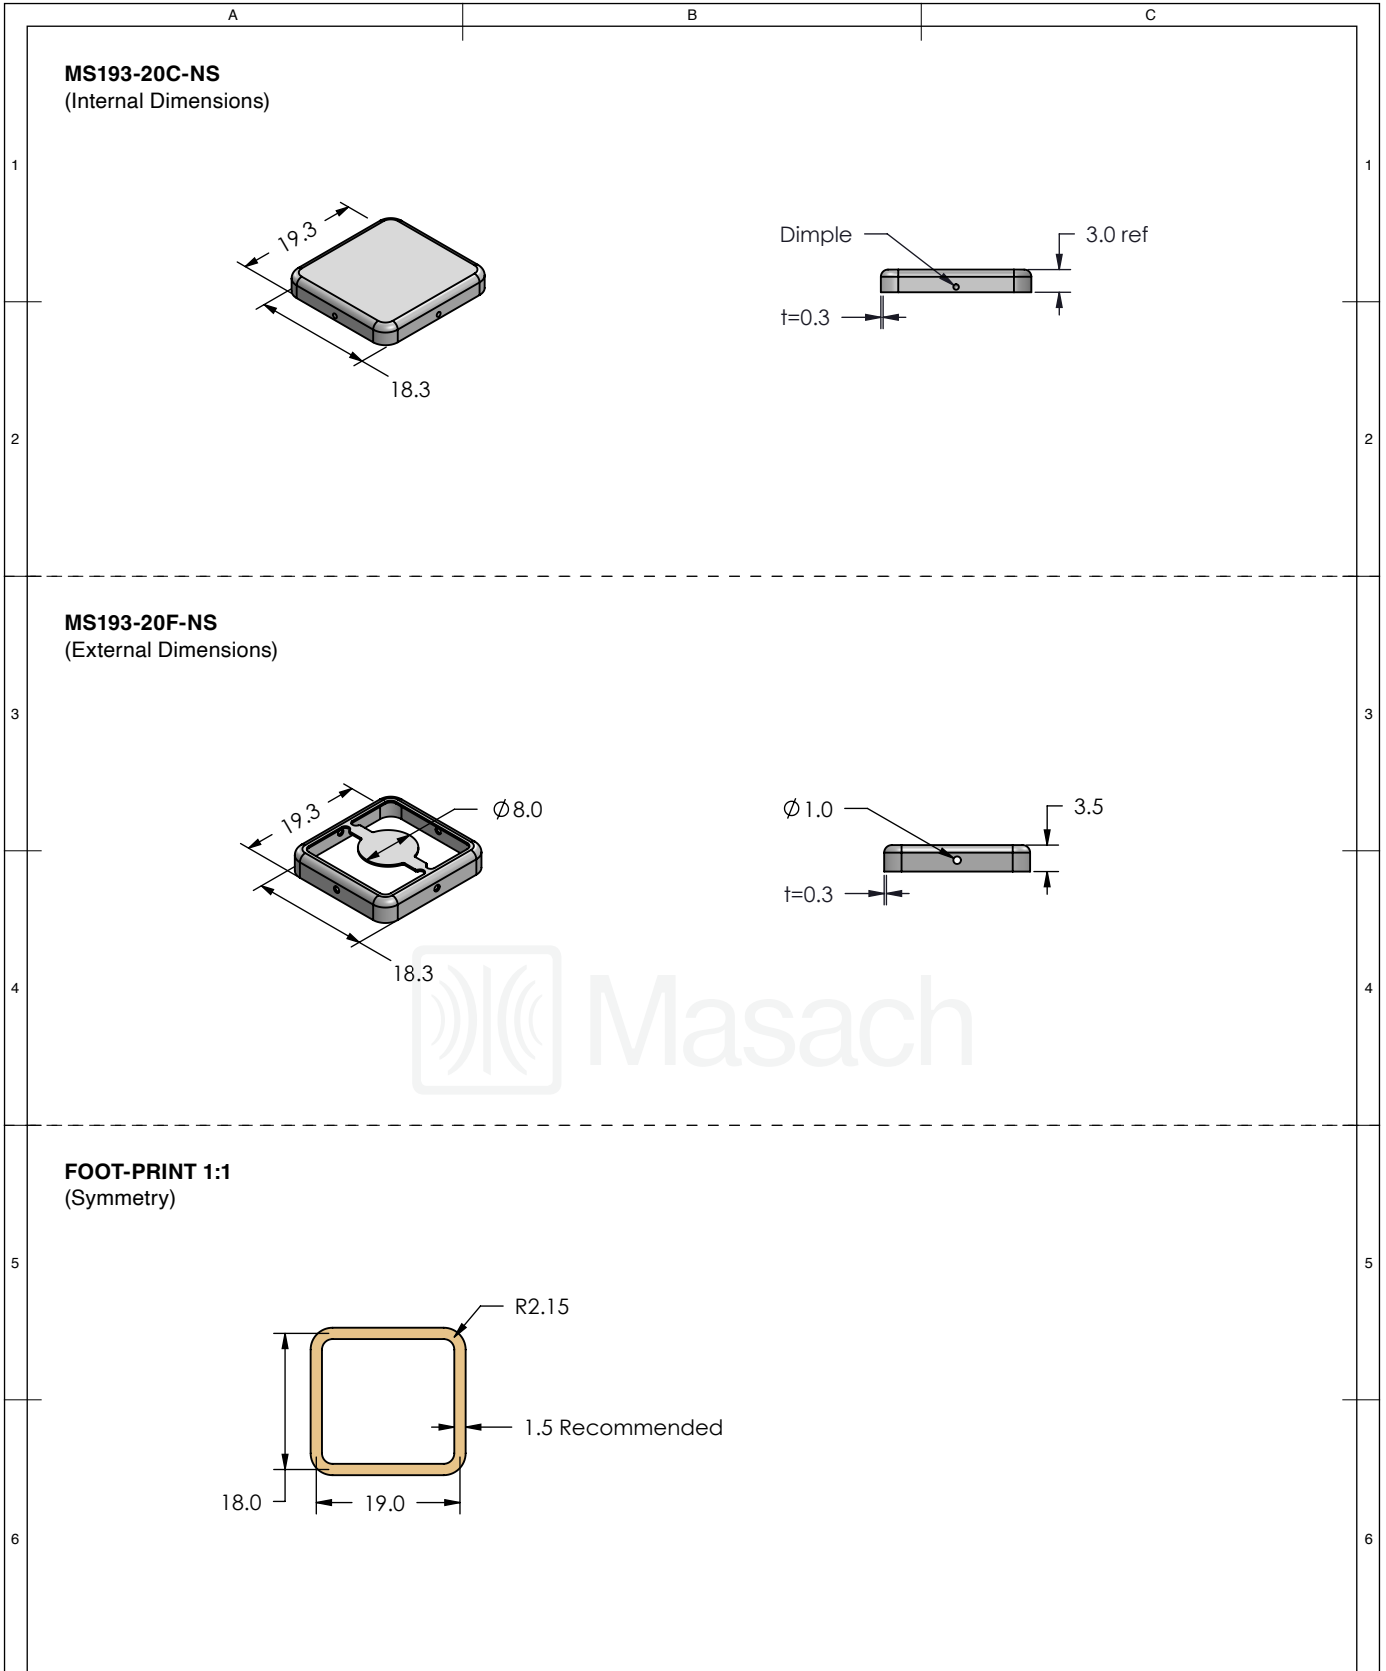 A B C
MS193-20C-NS
(Internal Dimensions)
1 1
19.3
18.3
Dimple
3.0 ref
t=0.3
2 2
MS193-20F-NS
(External Dimensions)
3 3
19.3
Ø8.0
18.3
Ø1.0
3.5
t=0.3
4 4
Masach
FOOT-PRINT 1:1
(Symmetry)
5 5
R2.15
1.5 Recommended
18.0
19.0
6 6